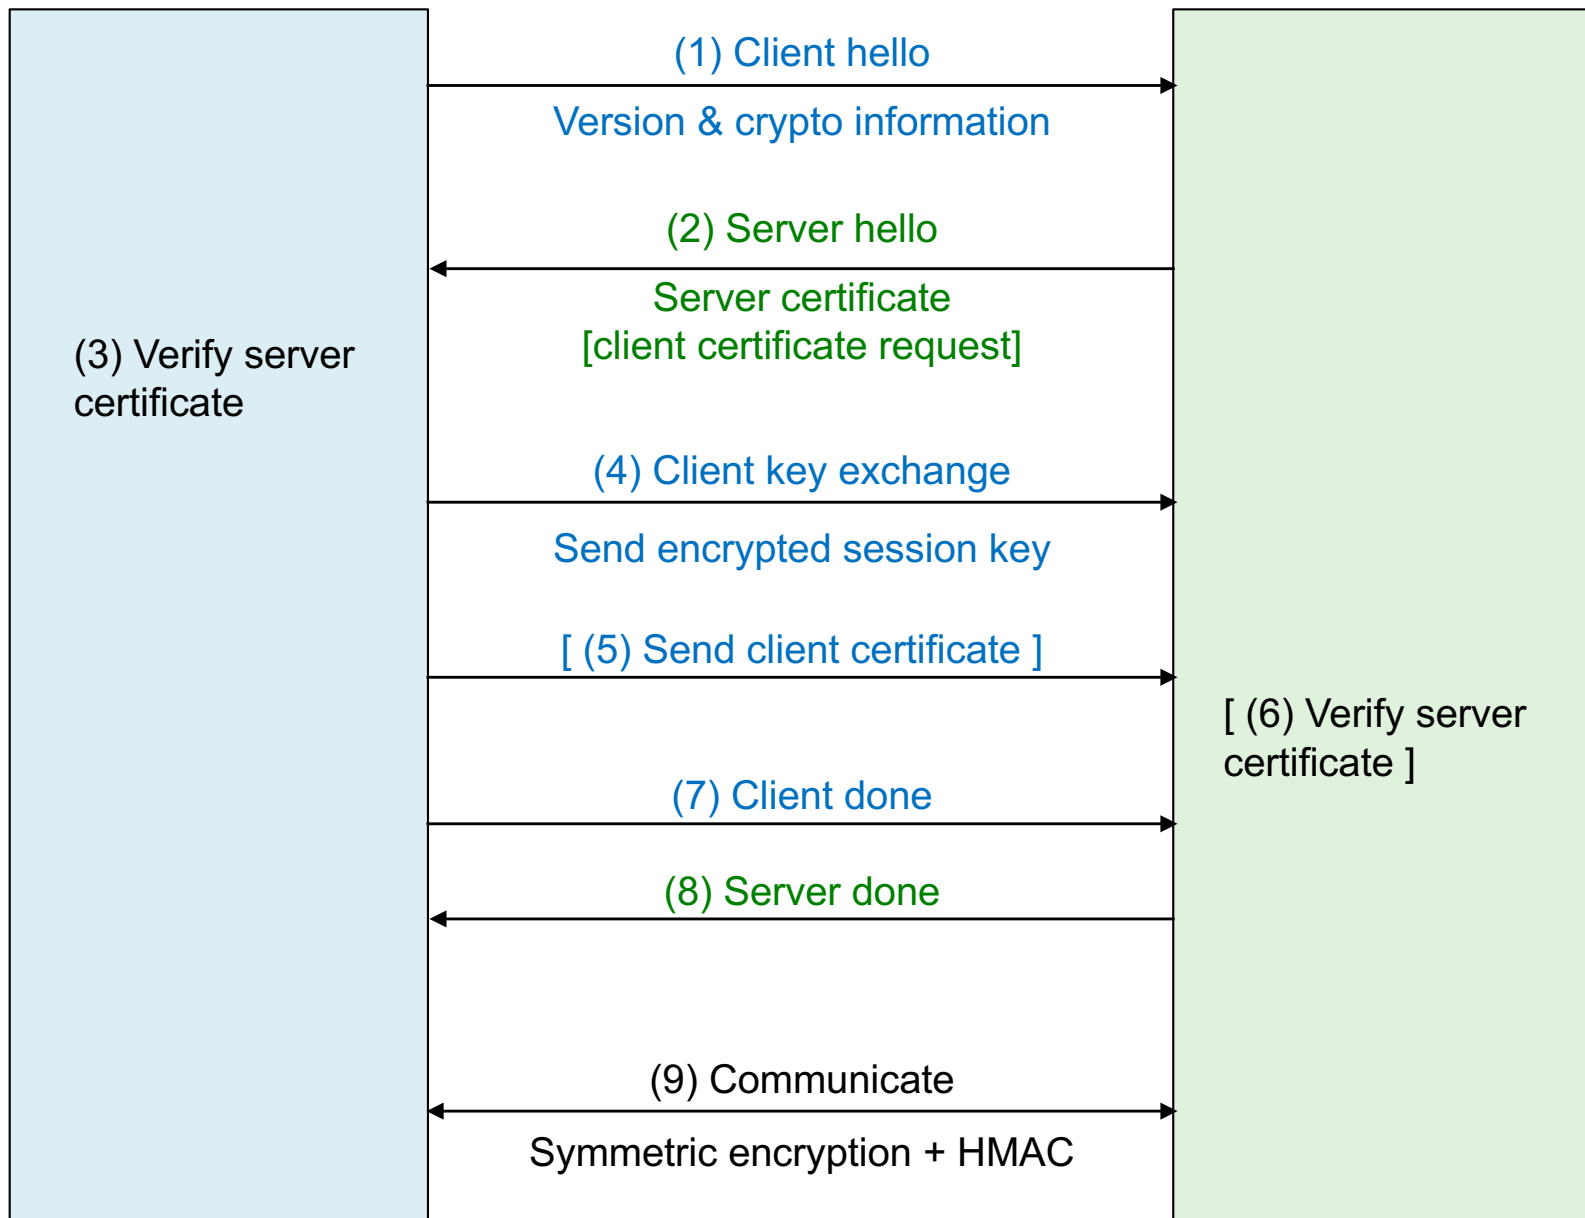 (1) Client hello
Version & crypto information
(2) Server hello
Server certificate
[client certificate request]
(3) Verify server
certificate
(4) Client key exchange
Send encrypted session key
[ (5) Send client certificate ]
[ (6) Verify server
certificate ]
(7) Client done
(8) Server done
(9) Communicate
Symmetric encryption + HMAC